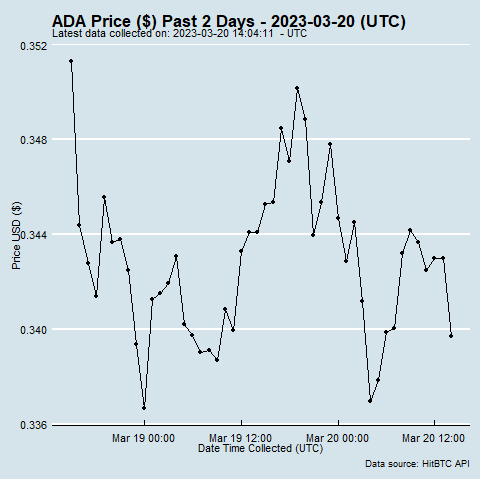 ADA Price ($) Past 2 Days - 2023-03-20 (UTC)
Latest data collected on: 2023-03-20 14:04:11 - UTC
0.352
0.348
0.344
0.340
0.336
Price USD ($)
Mar 19 00:00 Mar 19 12:00 Mar 20 00:00 Mar 20 12:00
Date Time Collected (UTC)
Data source: HitBTC API